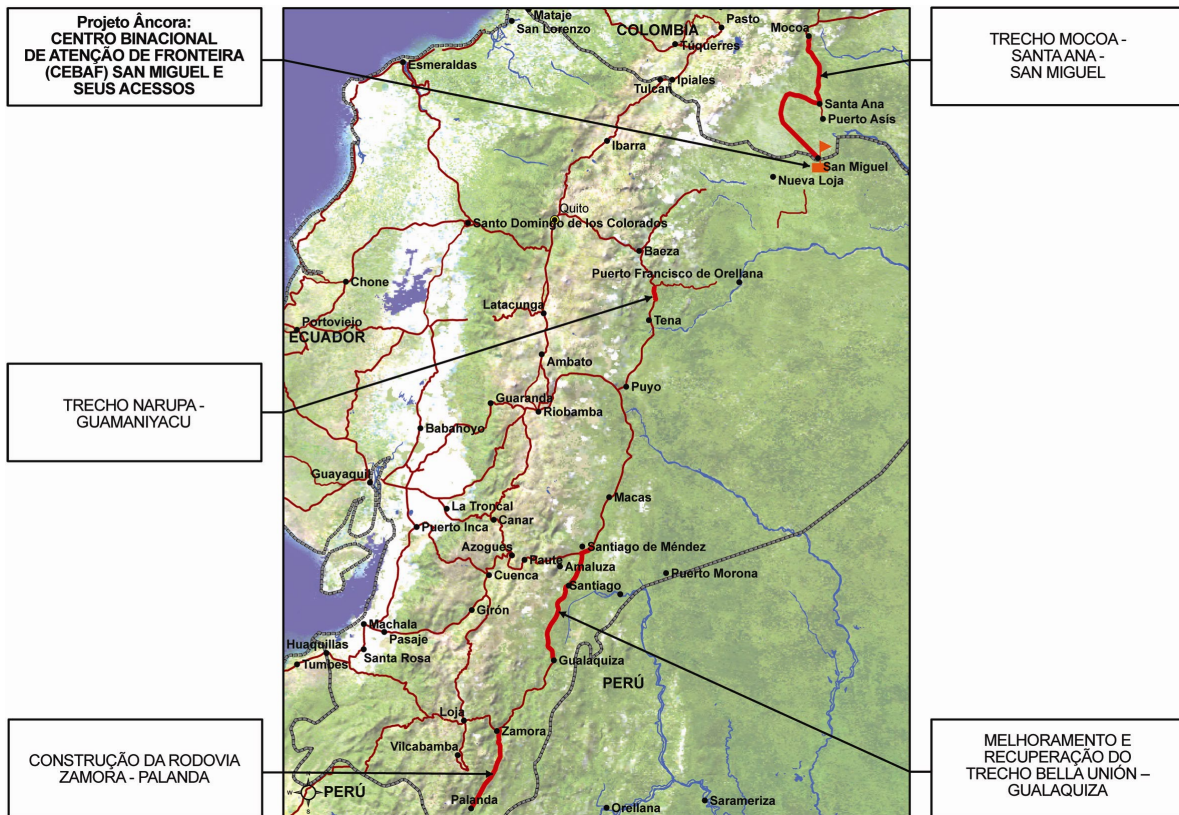 Projeto Âncora:
CENTRO BINACIONAL
DE ATENÇÃO DE FRONTEIRA
(CEBAF) SAN MIGUEL E
SEUS ACESSOS
TRECHO MOCOA -
SANTA ANA -
SAN MIGUEL
TRECHO NARUPA -
GUAMANIYACU
CONSTRUÇÃO DA RODOVIA
ZAMORA - PALANDA
MELHORAMENTO E
RECUPERAÇÃO DO
TRECHO BELLA UNIÓN –
GUALAQUIZA
Mataje
San Lorenzo
COLOMBIA
Pasto
Mocoa
Túquerres
Esmeraldas
Tulcan
Ipiales
Santa Ana
Puerto Asís
Ibarra
San Miguel
Nueva Loja
Quito
Santo Domingo de los Colorados
Baeza
Puerto Francisco de Orellana
Chone
Latacunga
Tena
Portoviejo
ECUADOR
Ambato
Puyo
Guaranda
Riobamba
Babahoyo
Guayaquil
Macas
La Troncal
Canar
Puerto Inca
Azogues
Santiago de Méndez
Paute
Amaluza
Cuenca
Puerto Morona
Santiago
Girón
Machala
Pasaje
Huaquillas
Santa Rosa
Tumbes
Gualaquiza
PERÚ
Loja
Zamora
Vilcabamba
PERÚ
Palanda
Orellana
Sarameriza
W
S